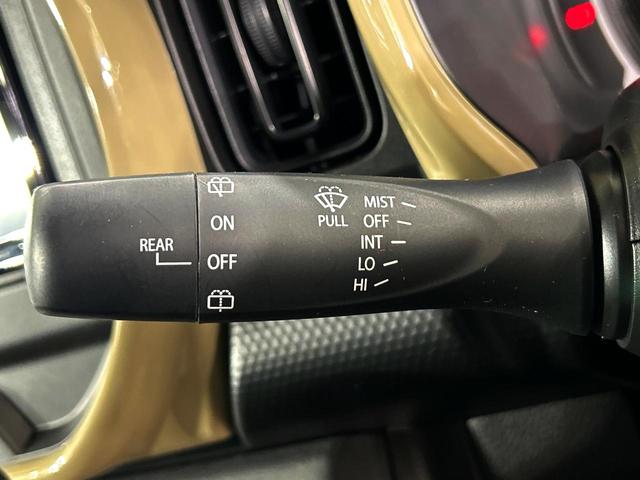 REAR
ON
OFF
PULL
MIST
OFF
INT
LO
HI